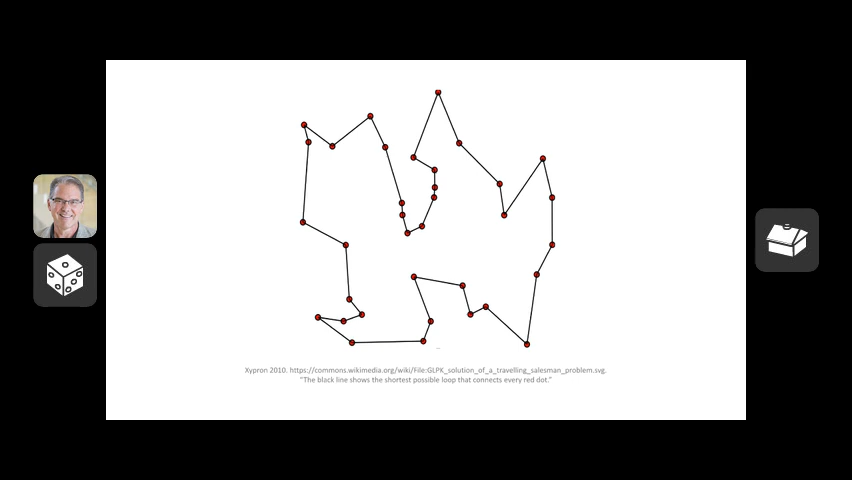 Xypron 2010. https://commons.wikimedia.org/wiki/File:GLPK_solution_of_a_travelling_salesman_problem.svg.
"The black line shows the shortest possible loop that connects every red dot."